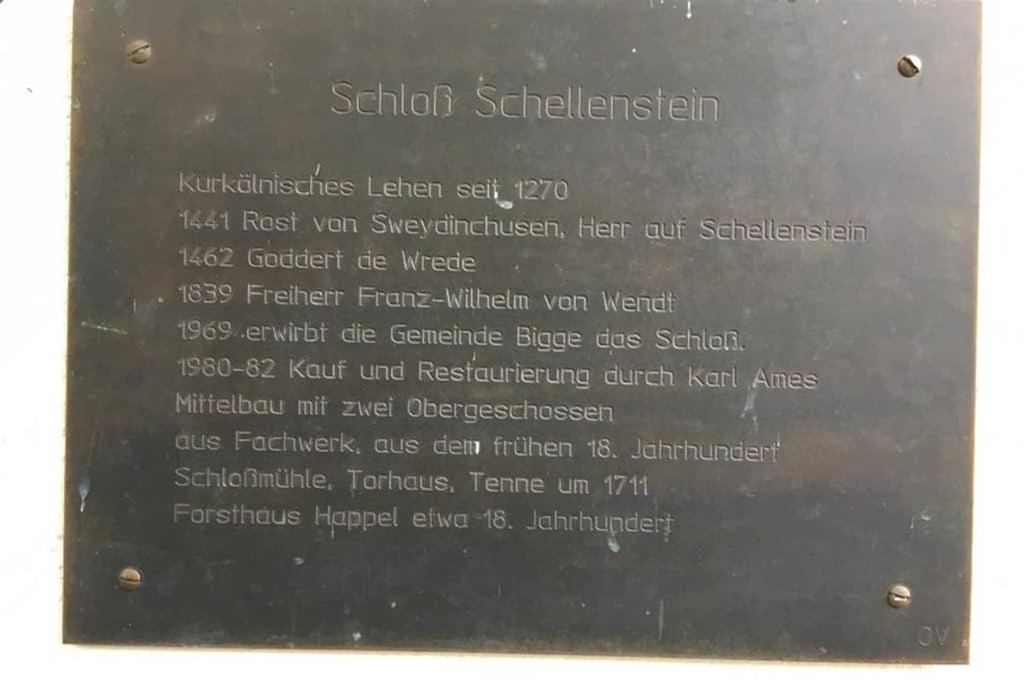 Schloß Schellenstein
Kurkölnisches Lehen seit 1270
1441 Rost von Sweydinchusen, Herr auf Schellenstein
1462 Goddert de Wrede
1839 Freiherr Franz-Wilhelm von Wendt
1969 erwirbt die Gemeinde Bigge das Schloß.
1980-82 Kauf und Restaurierung durch Karl Ames
Mittelbau mit zwei Obergeschossen
aus Fachwerk, aus dem frühen 18. Jahrhundert
Schloßmühle, Torhaus, Tenne um 1711
Forsthaus Happel etwa 18. Jahrhundert
OV